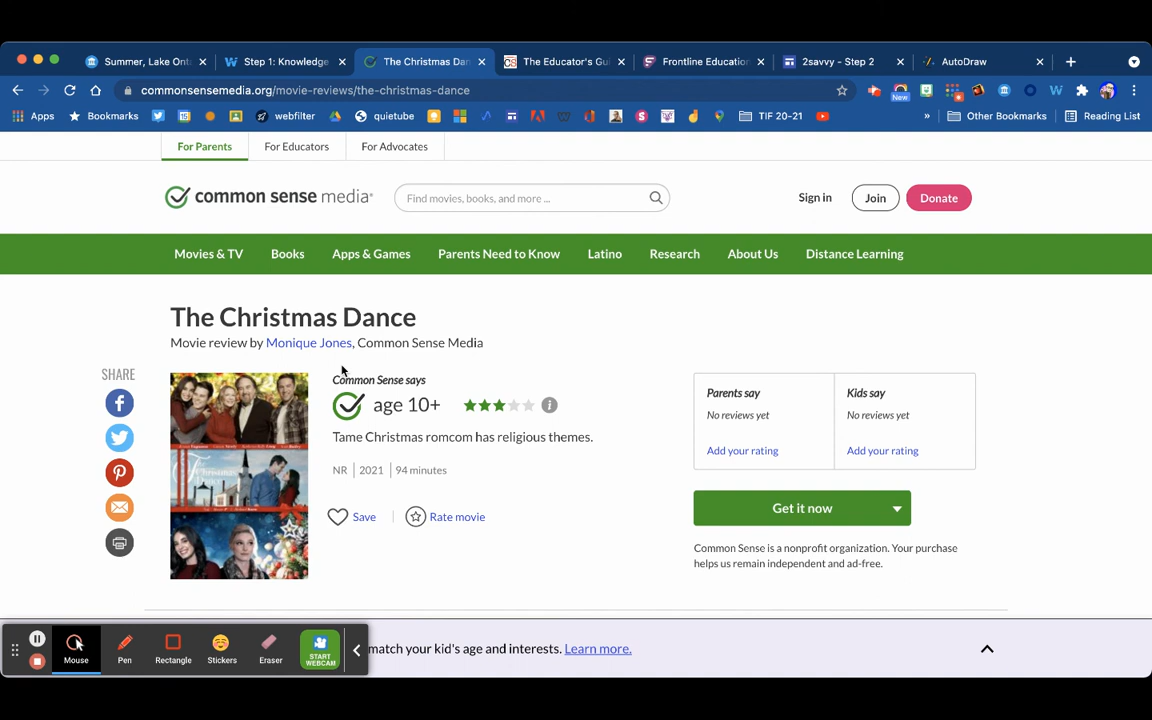 Summer, Lake Ont
Step 1: Knowledge
The Christmas Dan
The Educator's Gui
Frontline Education
2savvy - Step 2
AutoDraw
commonsensemedia.org/movie-reviews/the-christmas-dance
New
Apps
Bookmarks
webfilter
quietube
TIF 20-21
»
Other Bookmarks
Reading List
For Parents
For Educators
For Advocates
common sense media®
Find movies, books, and more ...
Sign in
Join
Donate
Movies & TV
Books
Apps & Games
Parents Need to Know
Latino
Research
About Us
Distance Learning
The Christmas Dance
Movie review by Monique Jones, Common Sense Media
SHARE
Common Sense says
age 10+
Tame Christmas romcom has religious themes.
NR | 2021 | 94 minutes
Save
Rate movie
Parents say
No reviews yet
Add your rating
Kids say
No reviews yet
Add your rating
Get it now
Common Sense is a nonprofit organization. Your purchase
helps us remain independent and ad-free.
Mouse
Pen
Rectangle
Stickers
Eraser
START
WEBCAM
match your kid's age and interests. Learn more.